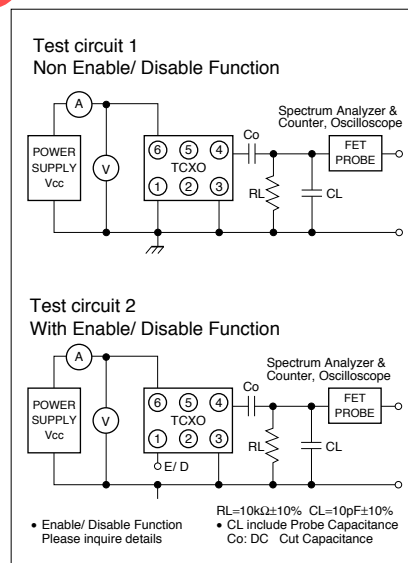 Test circuit 1
Non Enable/ Disable Function
A
Co
Spectrum Analyzer &
Counter, Oscilloscope
POWER
SUPPLY
Vcc
V
6 5 4
TCXO
1 2 3
RL
CL
FET
PROBE
Test circuit 2
With Enable/ Disable Function
A
Co
Spectrum Analyzer &
Counter, Oscilloscope
POWER
SUPPLY
Vcc
V
6 5 4
TCXO
1 2 3
E/ D
RL
CL
FET
PROBE
RL=10kΩ±10% CL=10pF±10%
• Enable/ Disable Function
Please inquire details
• CL include Probe Capacitance
Co: DC Cut Capacitance